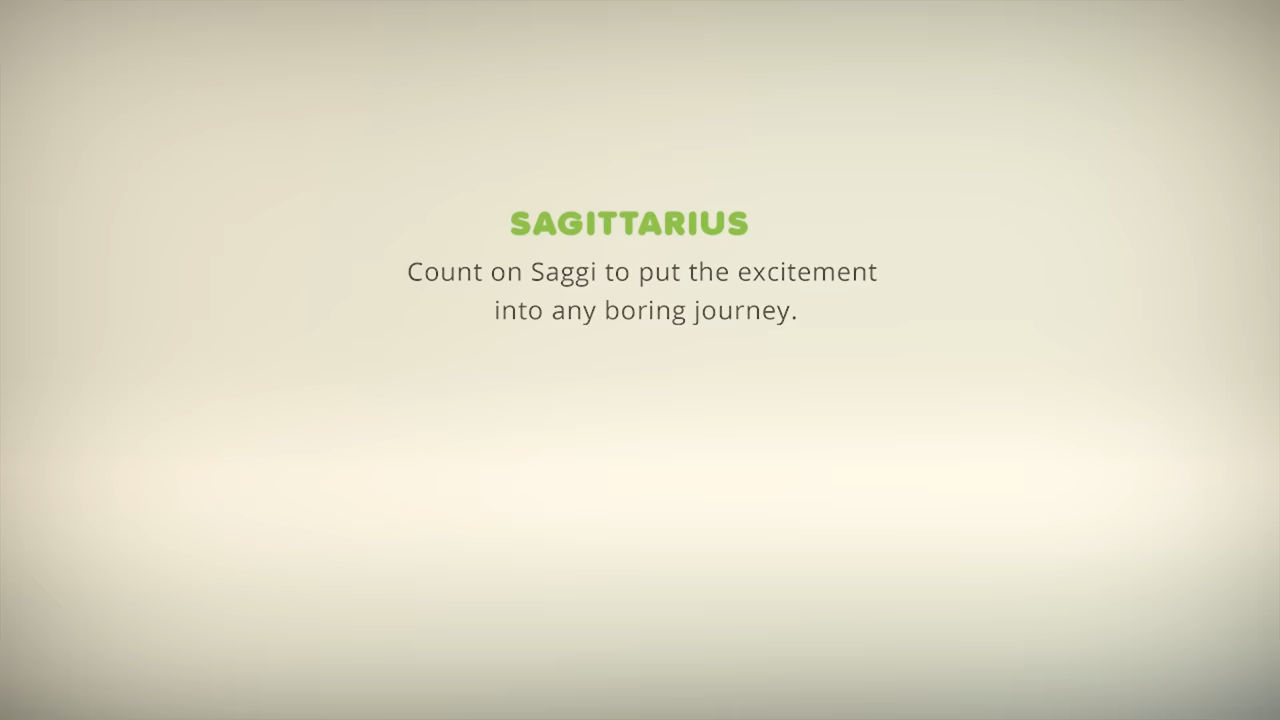 SAGITTARIUS
Count on Saggi to put the excitement
into any boring journey.